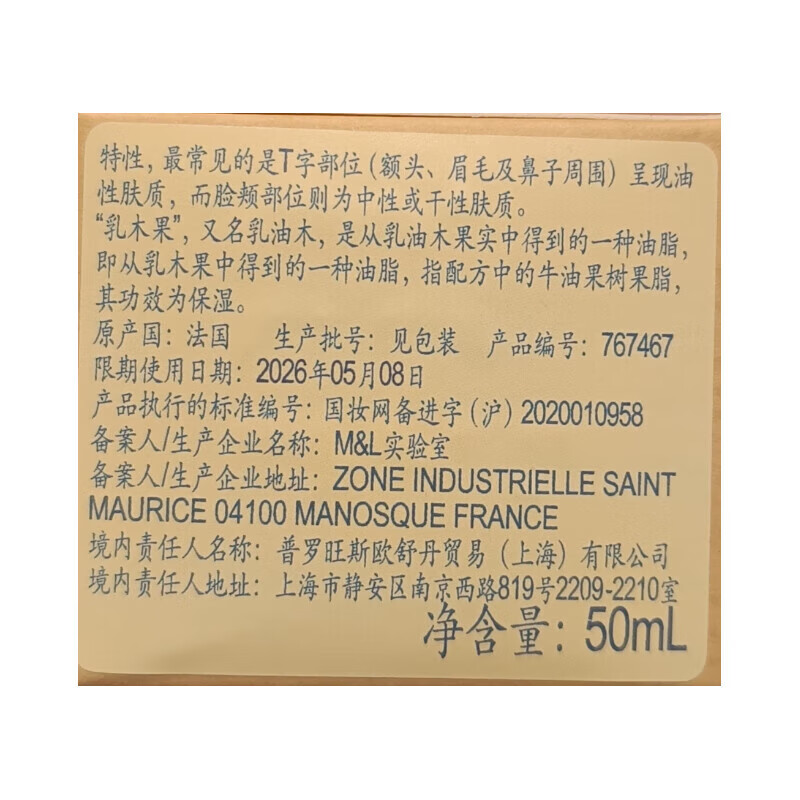 特性，最常见的是T字部位（额头、眉毛及鼻子周围）呈现油
性肤质，而脸颊部位则为中性或干性肤质。
“乳木果”，又名乳油木，是从乳油木果实中得到的一种油脂，
即从乳木果中得到的一种油脂，指配方中的牛油果树果脂，
其功效为保湿。
原产国：法国 生产批号：见包装 产品编号：767467
限期使用日期：2026年05月08日
产品执行的标准编号：国妆网备进字（沪）2020010958
备案人/生产企业名称：M&L实验室
备案人/生产企业地址：ZONE INDUSTRIELLE SAINT
MAURICE 04100 MANOSQUE FRANCE
境内责任人名称：普罗旺斯欧舒丹贸易（上海）有限公司
境内责任人地址：上海市静安区南京西路819号2209-2210室
净含量：50mL